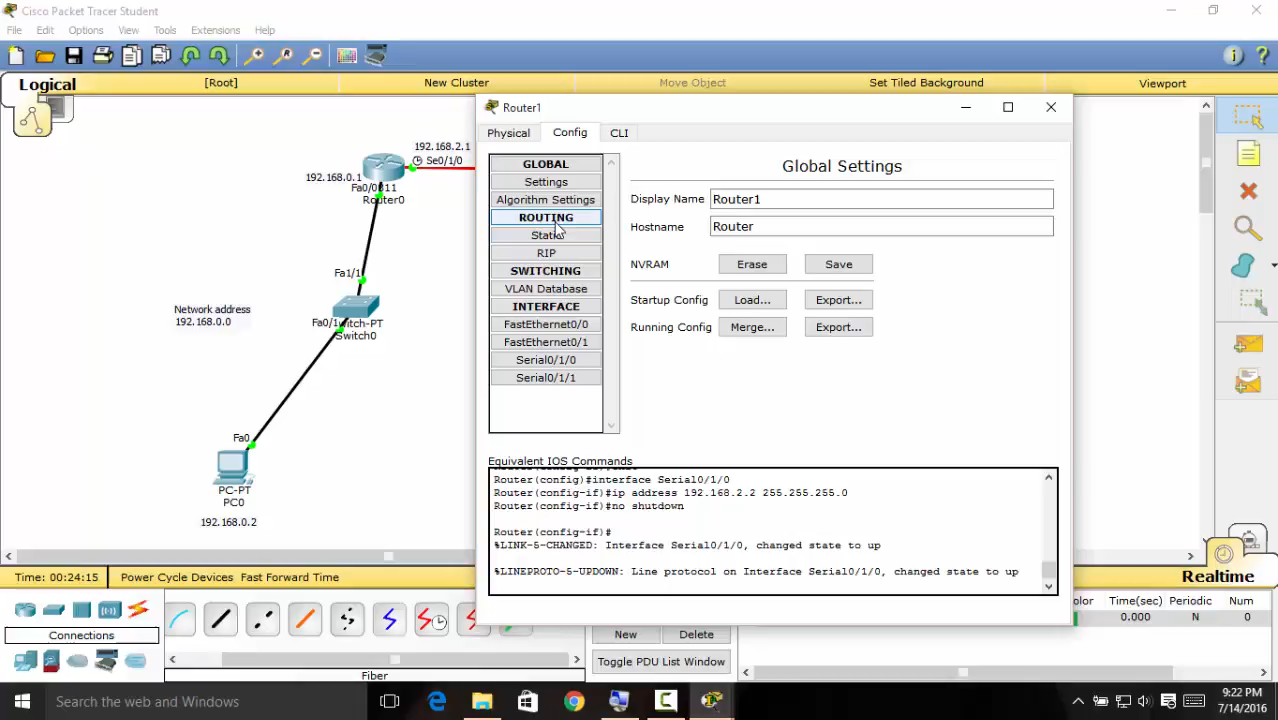 Cisco Packet Tracer Student
File Edit Options View Tools Extensions Help
Logical [Root] New Cluster Move Object Set Tiled Background Viewport
Router1
Physical Config CLI
GLOBAL
Settings
Algorithm Settings
ROUTING
RIP
SWITCHING
VLAN Database
INTERFACE
FastEthernet0/0
FastEthernet0/1
Serial0/1/0
Serial0/1/1
Global Settings
Display Name Router1
Hostname Router
NVRAM Erase Save
Startup Config Load... Export...
Running Config Merge... Export...
Equivalent IOS Commands
Router(config)#interface Serial0/1/0
Router(config-if)#ip address 192.168.2.2 255.255.255.0
Router(config-if)#no shutdown
Router(config-if)#
%LINK-5-CHANGED: Interface Serial0/1/0, changed state to up
%LINEPROTO-5-UPDOWN: Line protocol on Interface Serial0/1/0, changed state to up
192.168.2.1
Se0/1/0
192.168.0.1
Router0
Fa1/1
Network address
192.168.0.0
Fa0/1
Switch0
Fa0
PC-PT
PC0
192.168.0.2
Time: 00:24:15 Power Cycle Devices Fast Forward Time
Realtime
Connections
Fiber
New Delete
Toggle PDU List Window
Time(sec) Periodic Num
0.000 N 0
Search the web and Windows
9:22 PM
7/14/2016